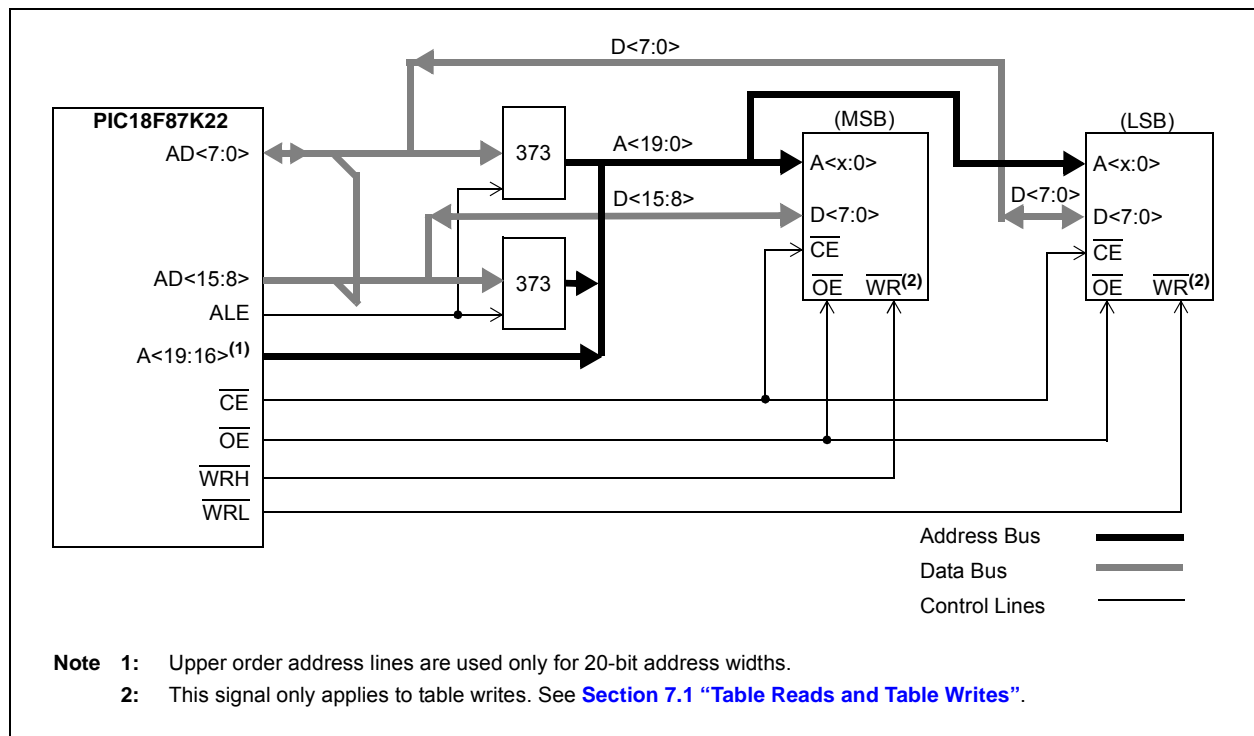 D<7:0>
PIC18F87K22
AD<7:0>
373
A<19:0>
(MSB)
A<x:0>
D<7:0>
CE
OE WR(2)
(LSB)
A<x:0>
D<7:0>
D<7:0>
CE
OE WR(2)
D<15:8>
AD<15:8>
373
ALE
A<19:16>(1)
CE
OE
WRH
WRL
Address Bus
Data Bus
Control Lines
Note 1: Upper order address lines are used only for 20-bit address widths.
2: This signal only applies to table writes. See Section 7.1 “Table Reads and Table Writes”.